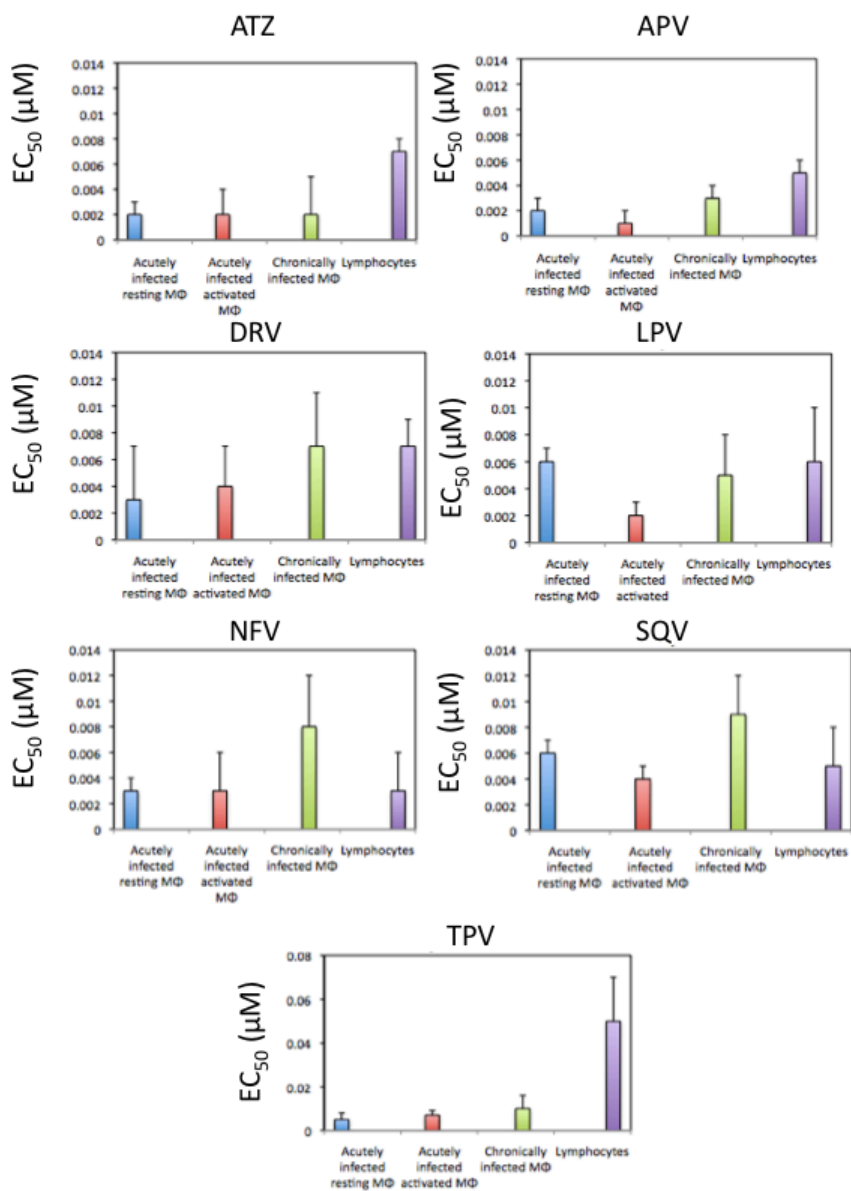 ATZ
EC50 (μM)
0.014
0.012
0.01
0.008
0.006
0.004
0.002
0
Acutely infected resting MΦ
Acutely infected activated MΦ
Chronically infected MΦ
Lymphocytes
APV
EC50 (μM)
0.014
0.012
0.01
0.008
0.006
0.004
0.002
0
Acutely infected resting MΦ
Acutely infected activated MΦ
Chronically infected MΦ
Lymphocytes
DRV
EC50 (μM)
0.014
0.012
0.01
0.008
0.006
0.004
0.002
0
Acutely infected resting MΦ
Acutely infected activated MΦ
Chronically infected MΦ
Lymphocytes
LPV
EC50 (μM)
0.014
0.012
0.01
0.008
0.006
0.004
0.002
0
Acutely infected resting MΦ
Acutely infected activated
Chronically infected MΦ
Lymphocytes
NFV
EC50 (μM)
0.014
0.012
0.01
0.008
0.006
0.004
0.002
0
Acutely infected resting MΦ
Acutely infected activated MΦ
Chronically infected MΦ
Lymphocytes
SQV
EC50 (μM)
0.014
0.012
0.01
0.008
0.006
0.004
0.002
0
Acutely infected resting MΦ
Acutely infected activated MΦ
Chronically infected MΦ
Lymphocytes
TPV
EC50 (μM)
0.08
0.06
0.04
0.02
0
Acutely infected resting MΦ
Acutely infected activated MΦ
Chronically infected MΦ
Lymphocytes